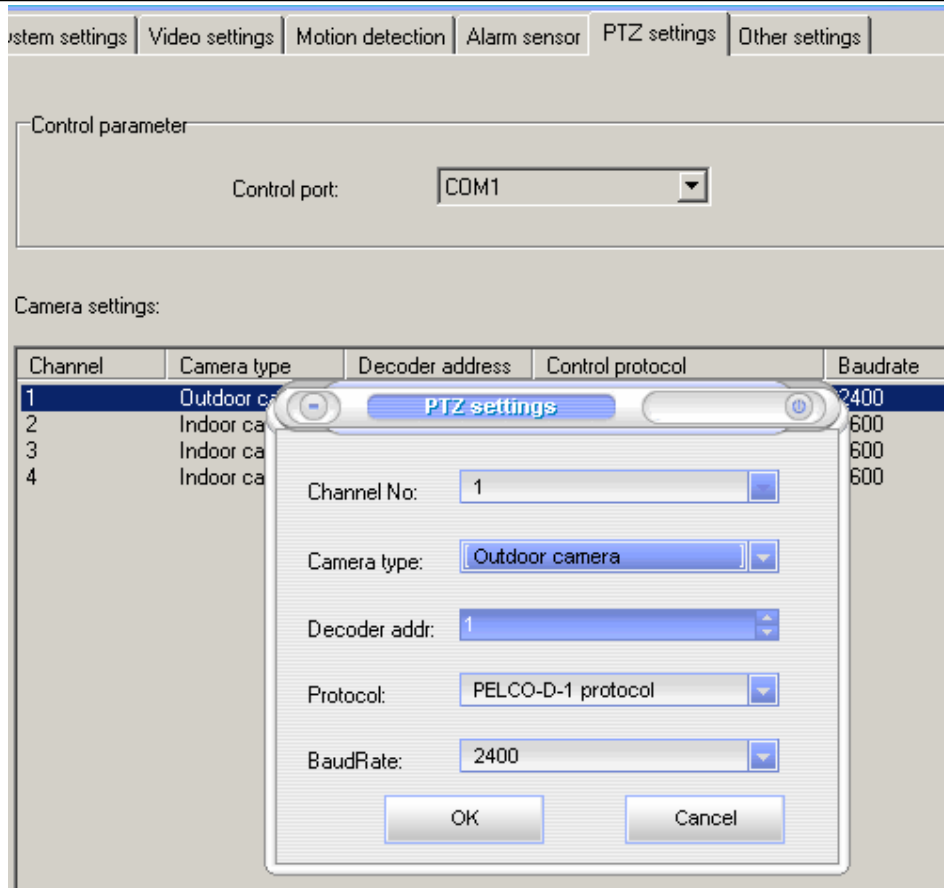 stem settings Video settings Motion detection Alarm sensor PTZ settings Other settings
Control parameter
Control port: COM1
Camera settings:
Channel Camera type Decoder address Control protocol Baudrate
1 Outdoor ca 2400
2 Indoor ca 600
3 Indoor ca 600
4 Indoor ca 600
PTZ settings
Channel No: 1
Camera type: Outdoor camera
Decoder addr: 1
Protocol: PELCO-D-1 protocol
BaudRate: 2400
OK Cancel